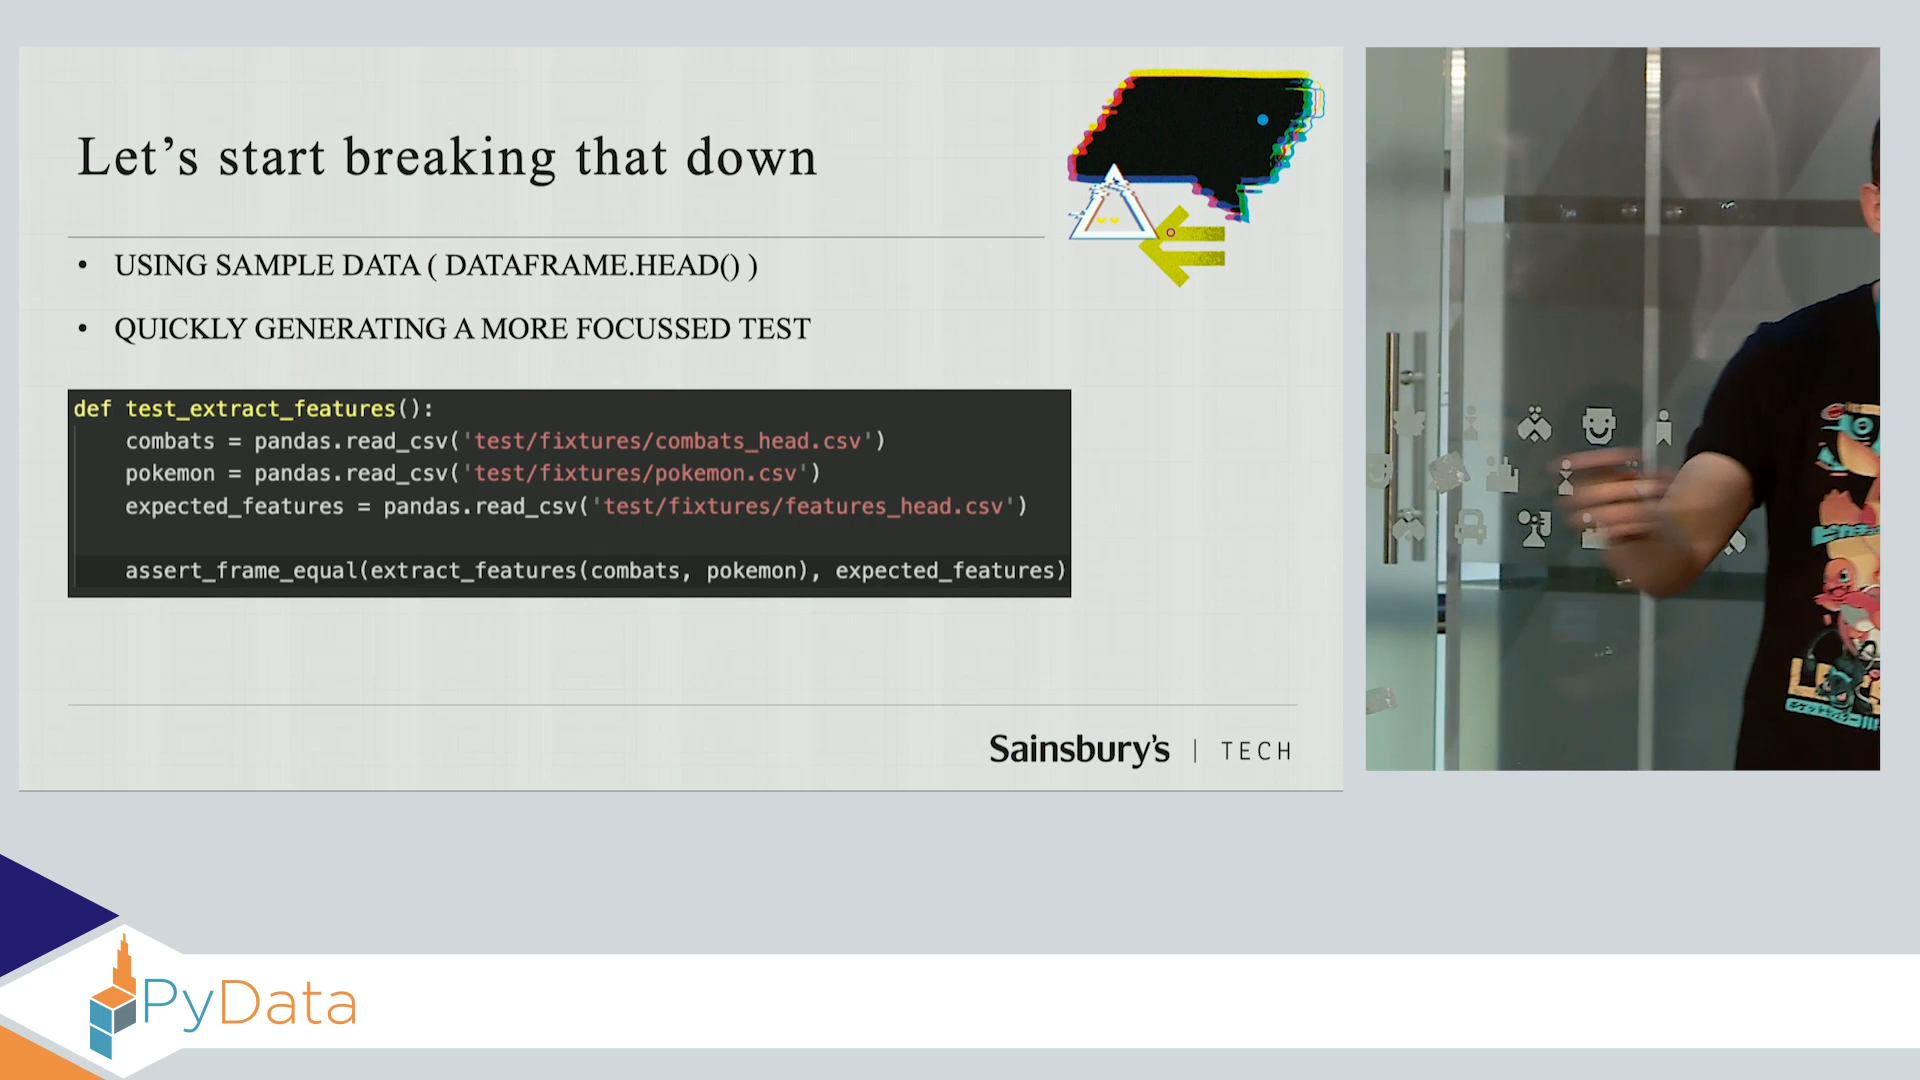 Let’s start breaking that down
• USING SAMPLE DATA ( DATAFRAME.HEAD() )
• QUICKLY GENERATING A MORE FOCUSSED TEST
def test_extract_features():
combats = pandas.read_csv('test/fixtures/combats_head.csv')
pokemon = pandas.read_csv('test/fixtures/pokemon.csv')
expected_features = pandas.read_csv('test/fixtures/features_head.csv')
assert_frame_equal(extract_features(combats, pokemon), expected_features)
Sainsbury’s | TECH
PyData